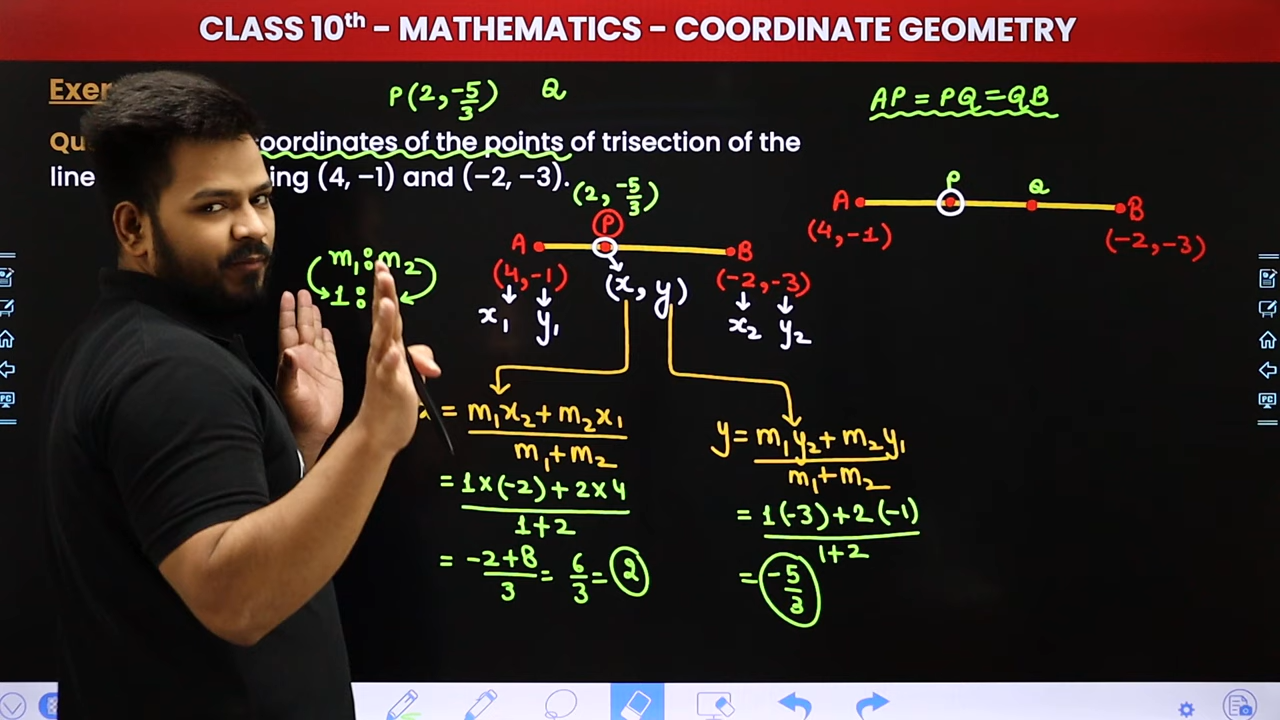 CLASS 10th - MATHEMATICS - COORDINATE GEOMETRY
P(2, -5/3) Q
AP = PQ = QB
oordinates of the points of trisection of the
line ing (4, –1) and (–2, –3).
(2, -5/3)
A P B
(4, -1) (x, y) (-2, -3)
x₁ y₁ x₂ y₂
A P Q B
(4, -1) (-2, -3)
m₁ : m₂
1 :
= m₁x₂ + m₂x₁ / m₁ + m₂
= 1×(-2) + 2×4 / 1+2
= -2+8 / 3 = 6/3 = 2
y = m₁y₂ + m₂y₁ / m₁ + m₂
= 1(-3) + 2(-1) / 1+2
= -5/3